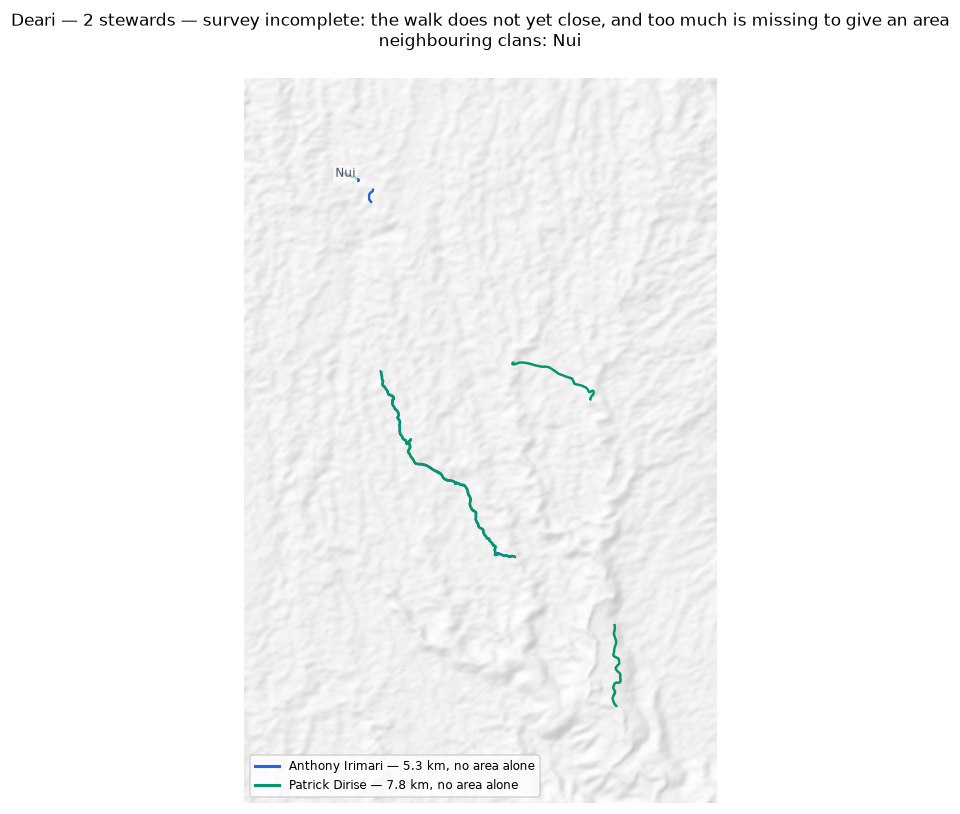 Deari — 2 stewards — survey incomplete: the walk does not yet close, and too much is missing to give an area
neighbouring clans: Nui
Nui
Anthony Irimari — 5.3 km, no area alone
Patrick Dirise — 7.8 km, no area alone